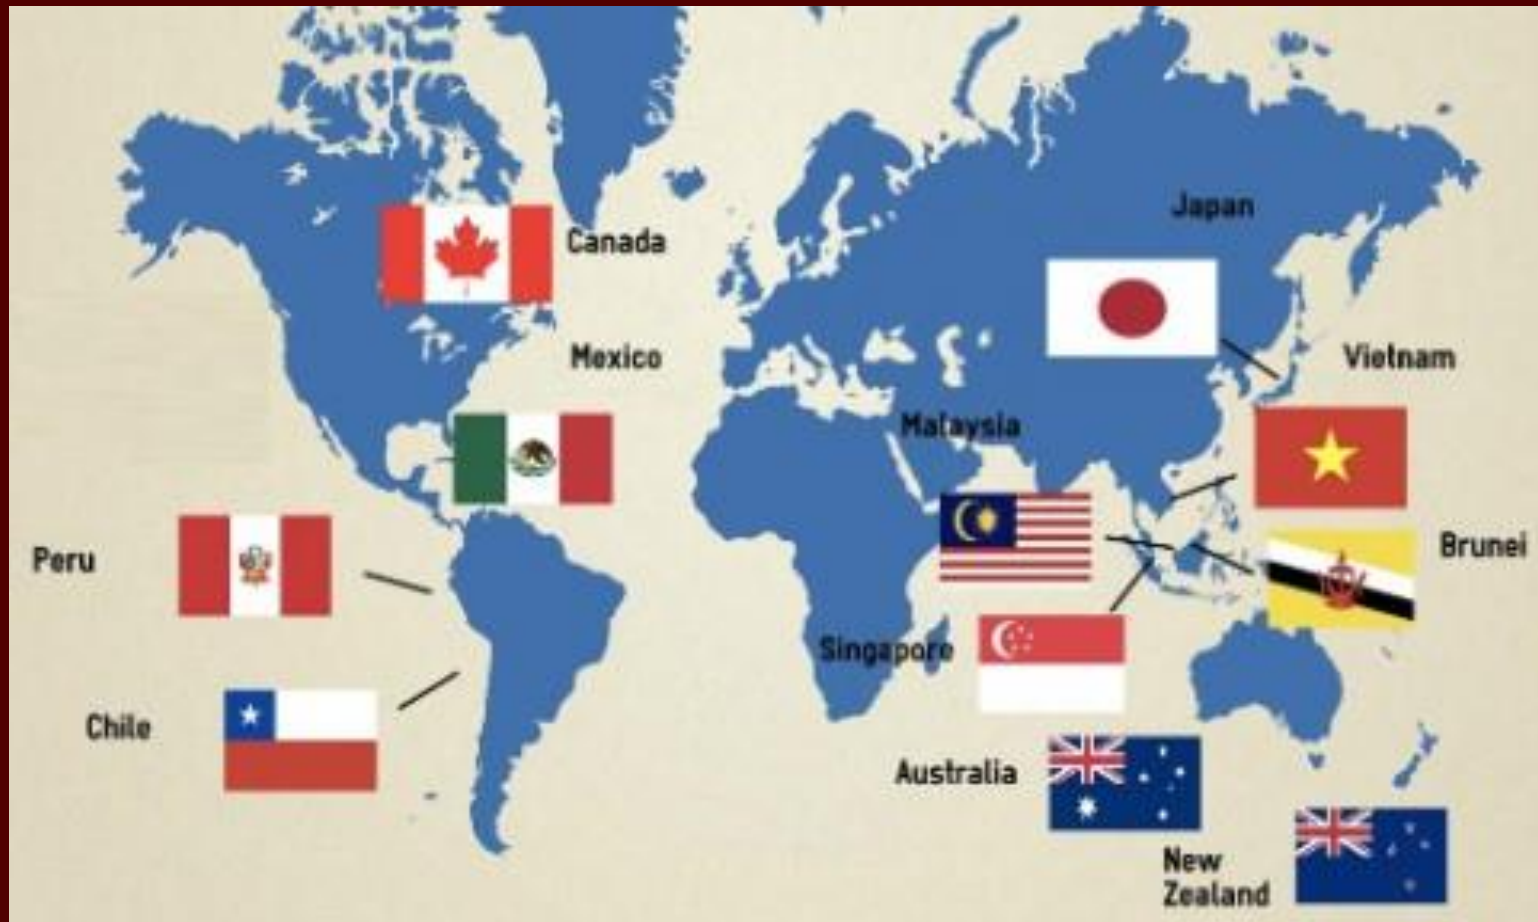 Japan
Canada
Mexico
Vietnam
Malaysia
Peru
Brunei
Singapore
Chile
Australia
New
Zealand